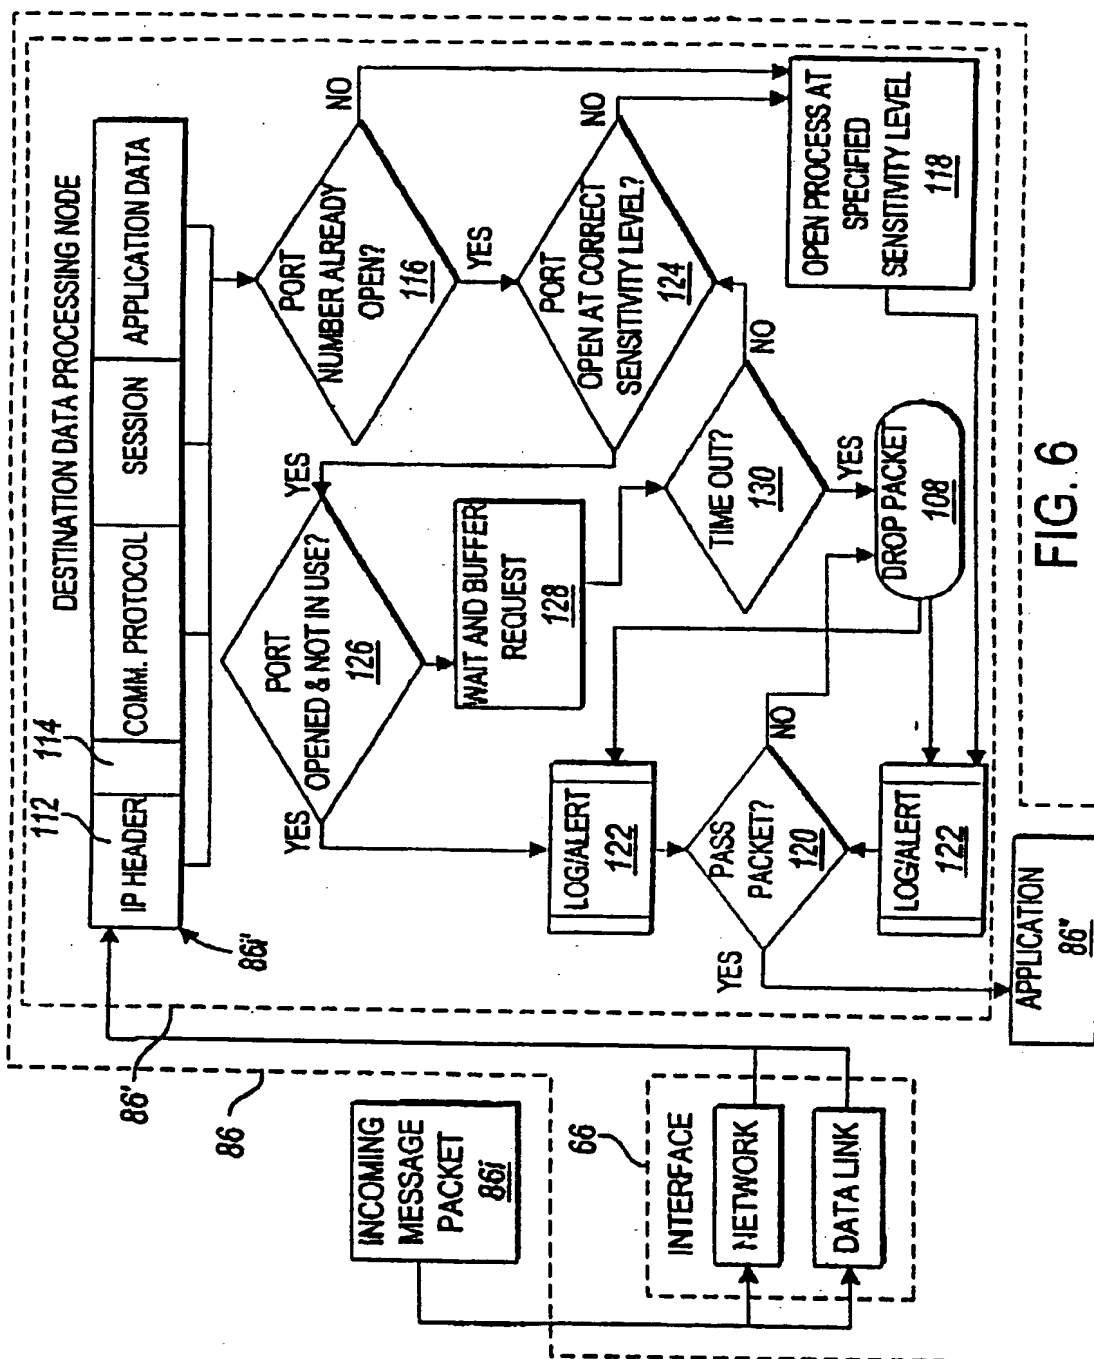 DESTINATION DATA PROCESSING NODE
112
114
IP HEADER
COMM. PROTOCOL
SESSION
APPLICATION DATA
86i'
86'
86
INCOMING
MESSAGE
PACKET
86i
66
INTERFACE
NETWORK
DATA LINK
PORT
NUMBER ALREADY
OPEN?
116
NO
YES
PORT
OPEN AT CORRECT
SENSITIVITY LEVEL?
124
NO
YES
OPEN PROCESS AT
SPECIFIED
SENSITIVITY LEVEL
118
PORT
OPENED & NOT IN USE?
126
YES
WAIT AND BUFFER
REQUEST
128
TIME OUT?
130
NO
YES
DROP PACKET
108
LOG/ALERT
122
PASS
PACKET?
120
NO
YES
LOG/ALERT
122
APPLICATION
86"
FIG. 6